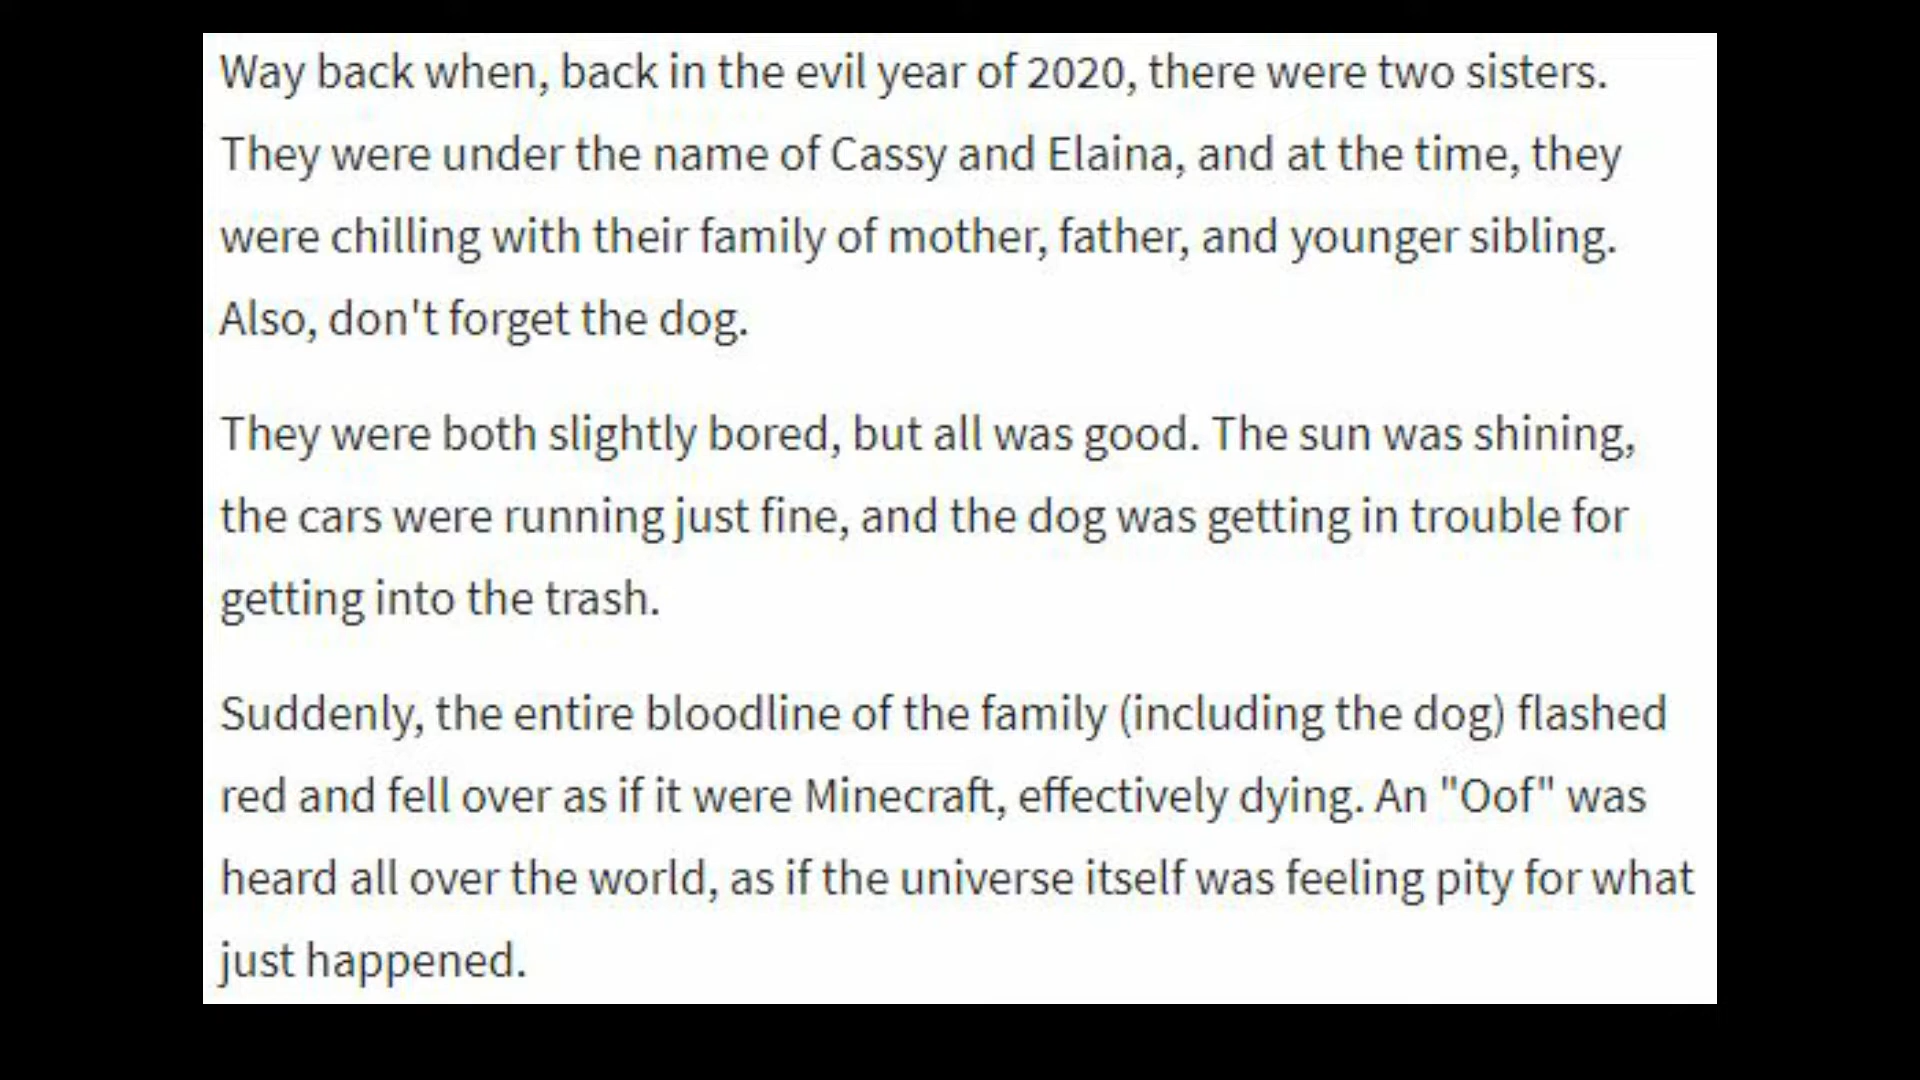 Way back when, back in the evil year of 2020, there were two sisters.
They were under the name of Cassy and Elaina, and at the time, they
were chilling with their family of mother, father, and younger sibling.
Also, don't forget the dog.
They were both slightly bored, but all was good. The sun was shining,
the cars were running just fine, and the dog was getting in trouble for
getting into the trash.
Suddenly, the entire bloodline of the family (including the dog) flashed
red and fell over as if it were Minecraft, effectively dying. An "Oof" was
heard all over the world, as if the universe itself was feeling pity for what
just happened.